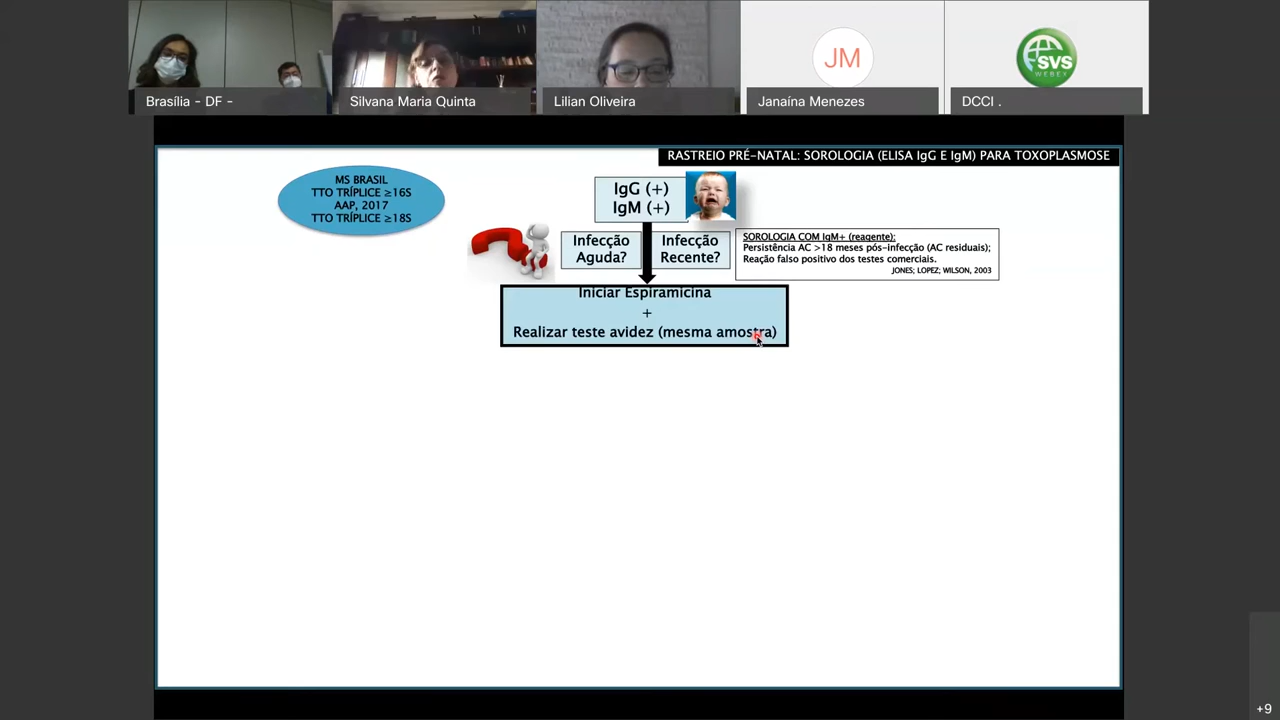 Brasília - DF -
Silvana Maria Quinta
Lilian Oliveira
JM
Janaína Menezes
svs
WEBEX
DCCI .
RASTREIO PRÉ-NATAL: SOROLOGIA (ELISA IgG E IgM) PARA TOXOPLASMOSE
MS BRASIL
TTO TRÍPLICE ≥16S
AAP, 2017
TTO TRÍPLICE ≥18S
IgG (+)
IgM (+)
Infecção
Aguda?
Infecção
Recente?
SOROLOGIA COM IgM+ (reagente):
Persistência AC >18 meses pós-infecção (AC residuais);
Reação falso positivo dos testes comerciais.
JONES; LOPEZ; WILSON, 2003
Iniciar Espiramicina
+
Realizar teste avidez (mesma amostra)
+9